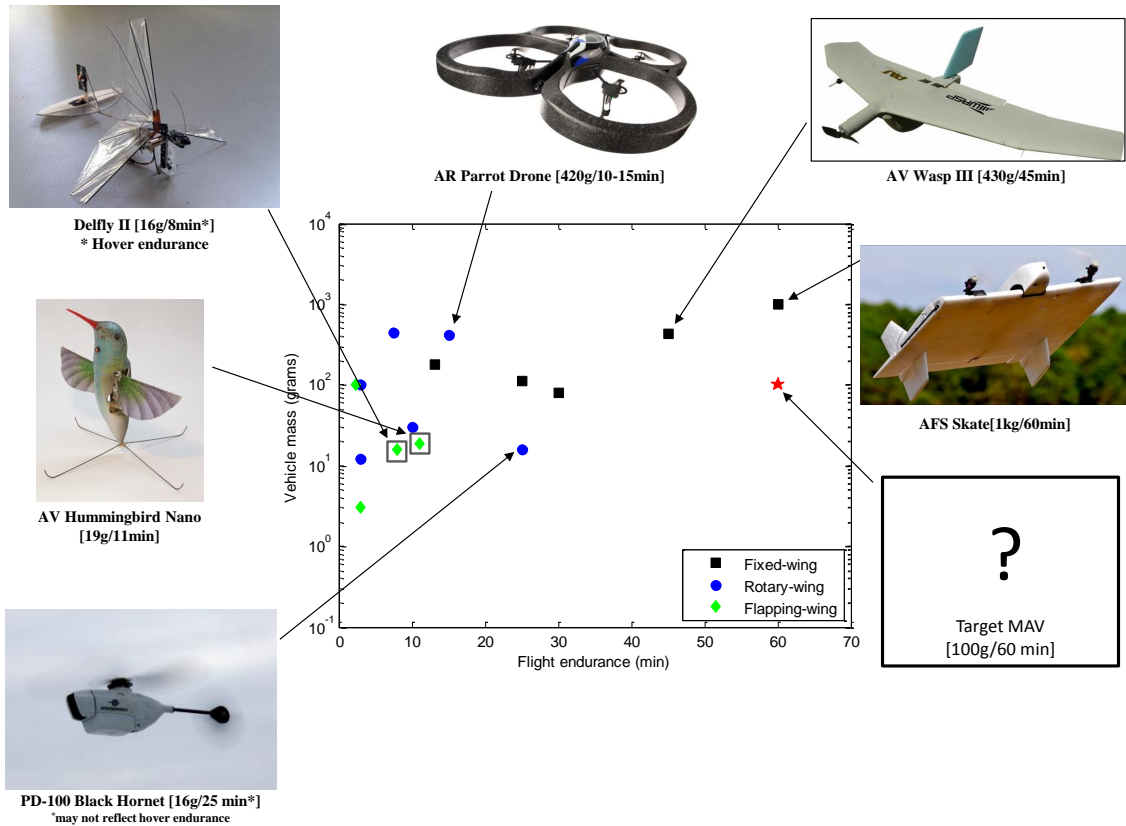 AR Parrot Drone [420g/10-15min]
WASP
AV Wasp III [430g/45min]
Delfly II [16g/8min*]
* Hover endurance
AV Hummingbird Nano
[19g/11min]
AFS Skate[1kg/60min]
10^4
10^3
10^2
10^1
10^0
10^-1
Vehicle mass (grams)
0 10 20 30 40 50 60 70
Flight endurance (min)
Fixed-wing
Rotary-wing
Flapping-wing
?
Target MAV
[100g/60 min]
PD-100 Black Hornet [16g/25 min*]
*may not reflect hover endurance